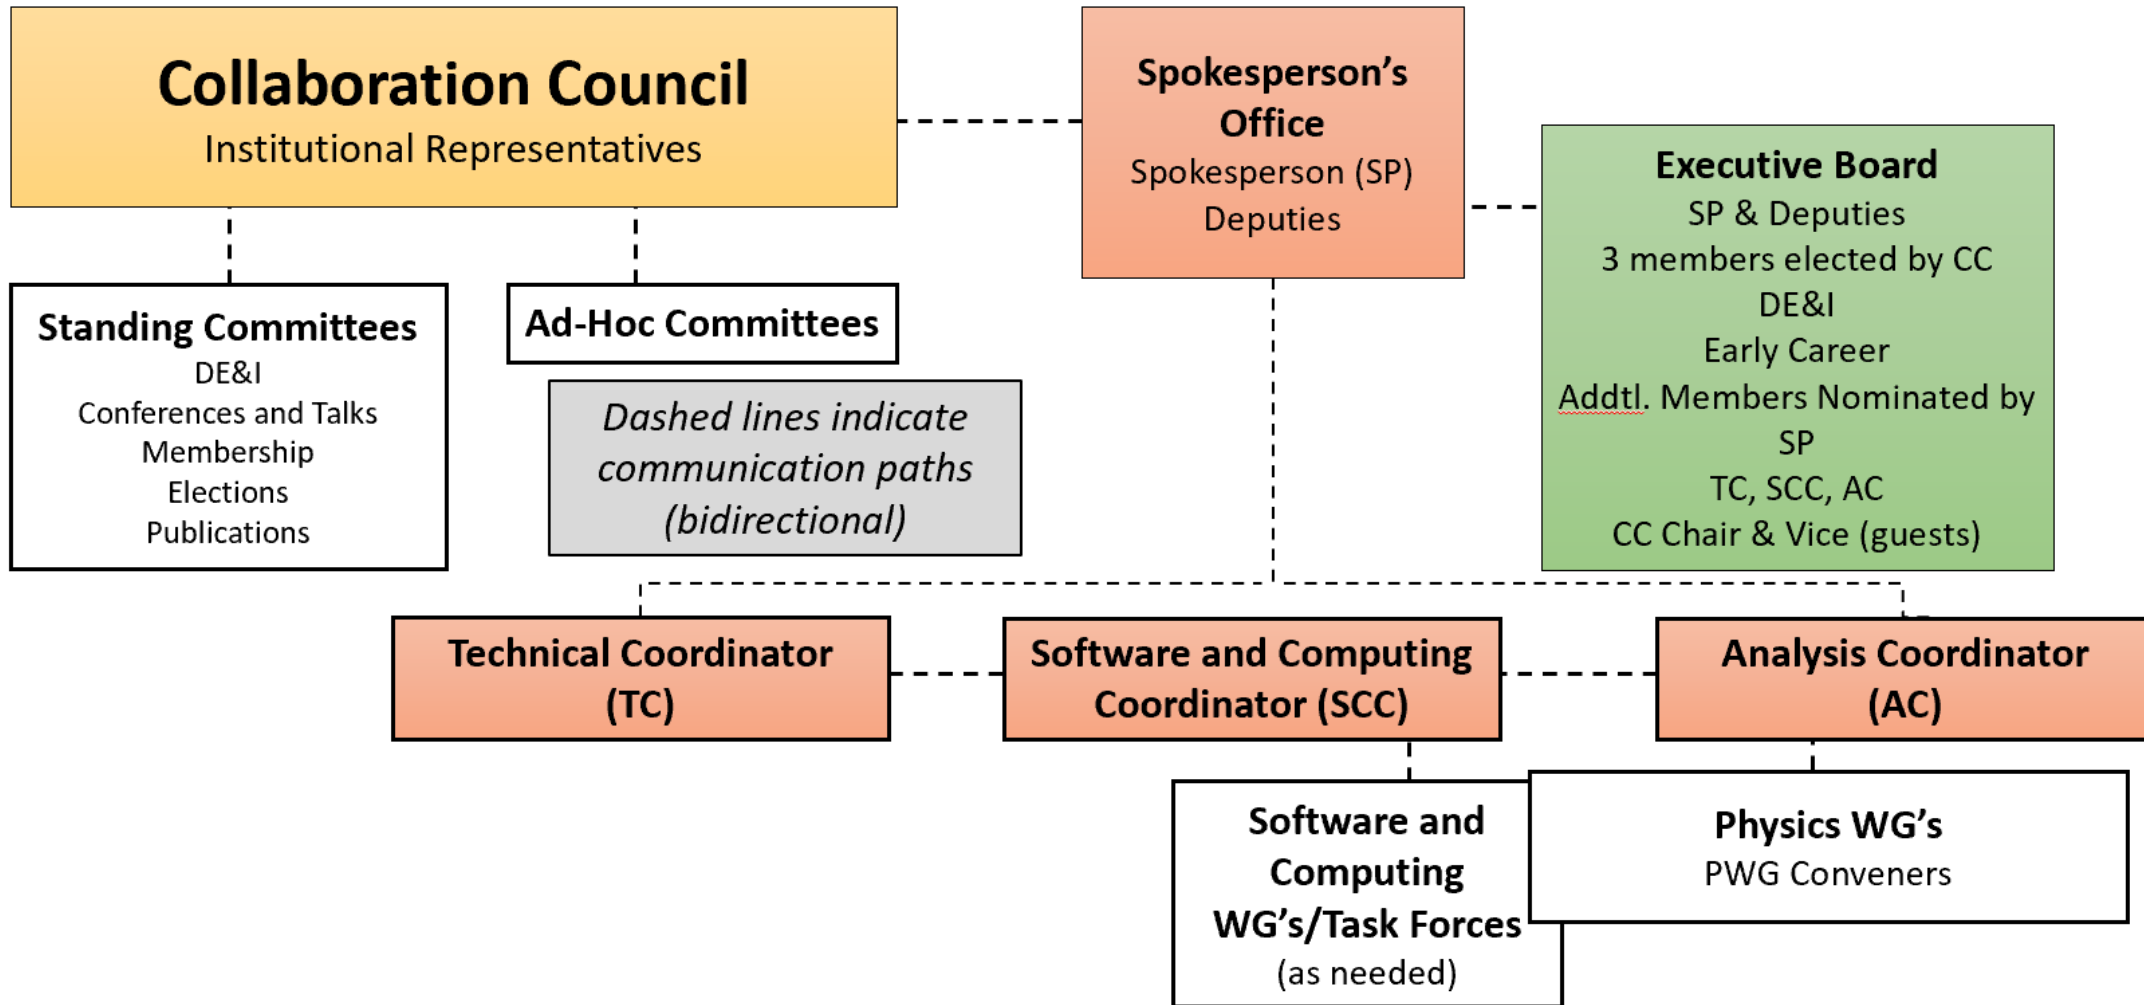 Collaboration Council
Institutional Representatives
Spokesperson’s
Office
Spokesperson (SP)
Deputies
Executive Board
SP & Deputies
3 members elected by CC
DE&I
Early Career
Addtl. Members Nominated by
SP
TC, SCC, AC
CC Chair & Vice (guests)
Standing Committees
DE&I
Conferences and Talks
Membership
Elections
Publications
Ad-Hoc Committees
Dashed lines indicate
communication paths
(bidirectional)
Technical Coordinator
(TC)
Software and Computing
Coordinator (SCC)
Analysis Coordinator
(AC)
Software and
Computing
WG’s/Task Forces
(as needed)
Physics WG’s
PWG Conveners